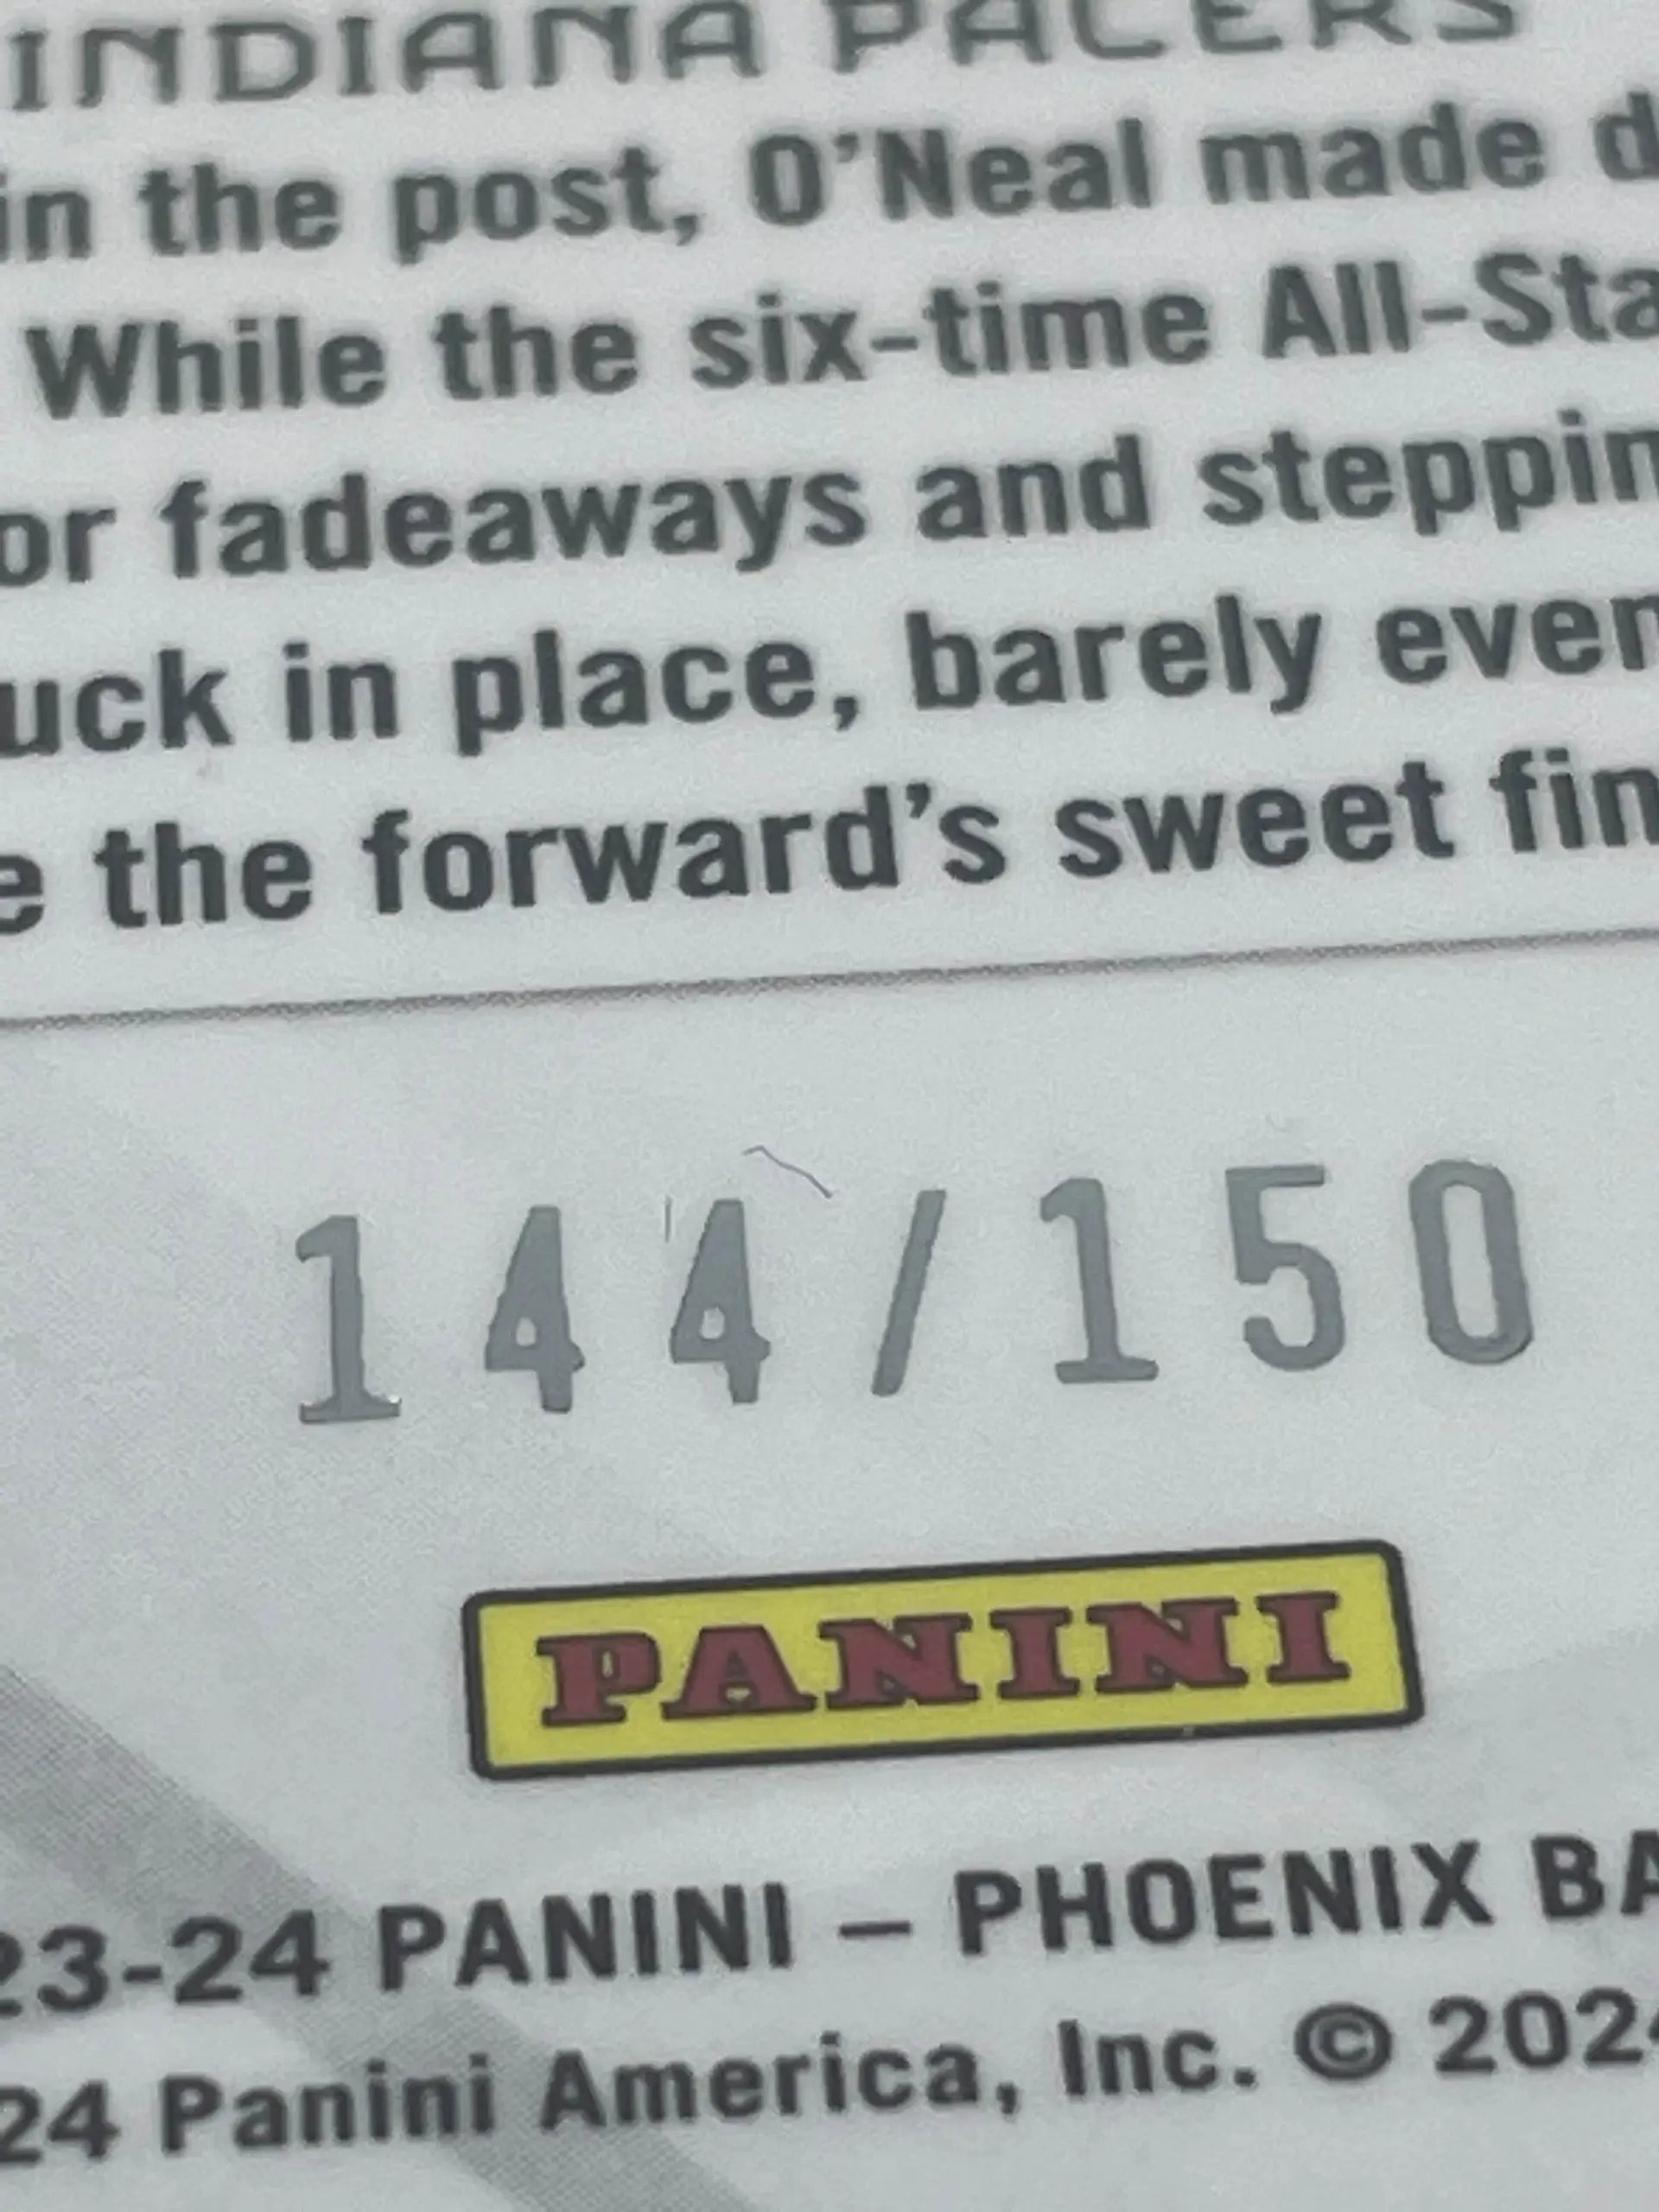 INDIANA PACERS
in the post, O'Neal made d
While the six-time All-Sta
or fadeaways and steppin
uck in place, barely even
e the forward's sweet fin
144/150
PANINI
23-24 PANINI – PHOENIX BA
24 Panini America, Inc. © 2024